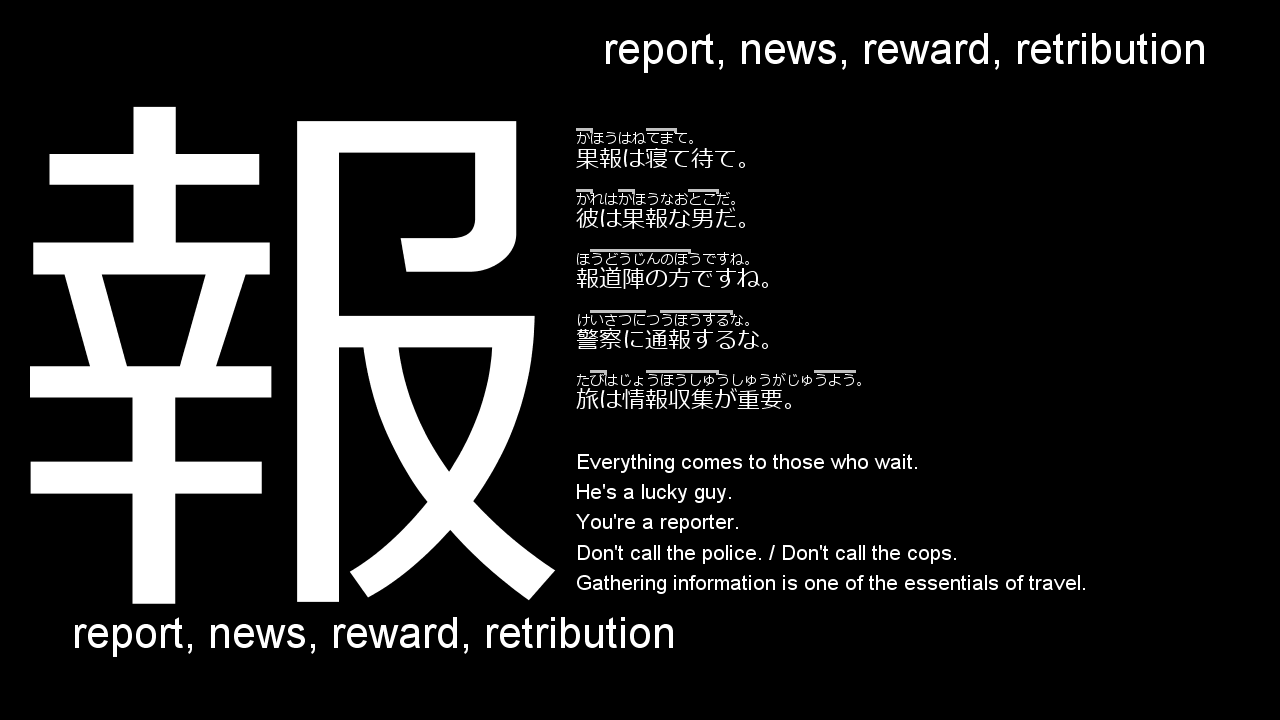 report, news, reward, retribution
報
かほうはねてまて。
果報は寝て待て。
かれはかほうなおとこだ。
彼は果報な男だ。
ほうどうじんのほうですね。
報道陣の方ですね。
けいさつにつうほうするな。
警察に通報するな。
たびはじょうほうしゅうしゅうがじゅうよう。
旅は情報収集が重要。
Everything comes to those who wait.
He's a lucky guy.
You're a reporter.
Don't call the police. / Don't call the cops.
Gathering information is one of the essentials of travel.
report, news, reward, retribution